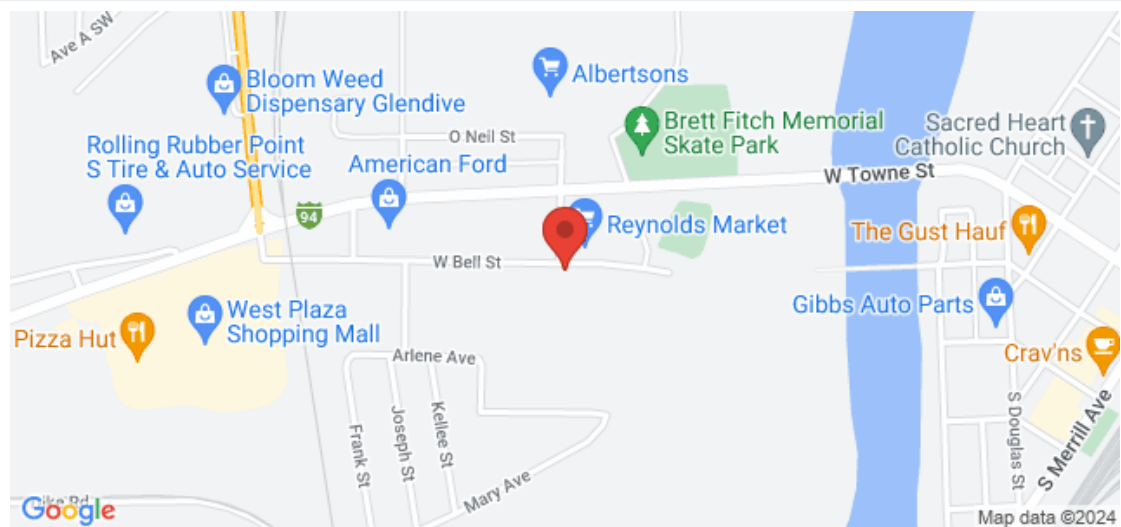 Ave A SW
Bloom Weed
Dispensary Glendive
Albertsons
O Neil St
Brett Fitch Memorial
Skate Park
Sacred Heart
Catholic Church
Rolling Rubber Point
S Tire & Auto Service
American Ford
W Towne St
94
Reynolds Market
The Gust Hauf
W Bell St
West Plaza
Shopping Mall
Gibbs Auto Parts
Pizza Hut
Arlene Ave
Crav'ns
Frank St
Joseph St
Kellee St
Mary Ave
S Douglas St
S Merrill Ave
Rd
Google
Map data ©2024